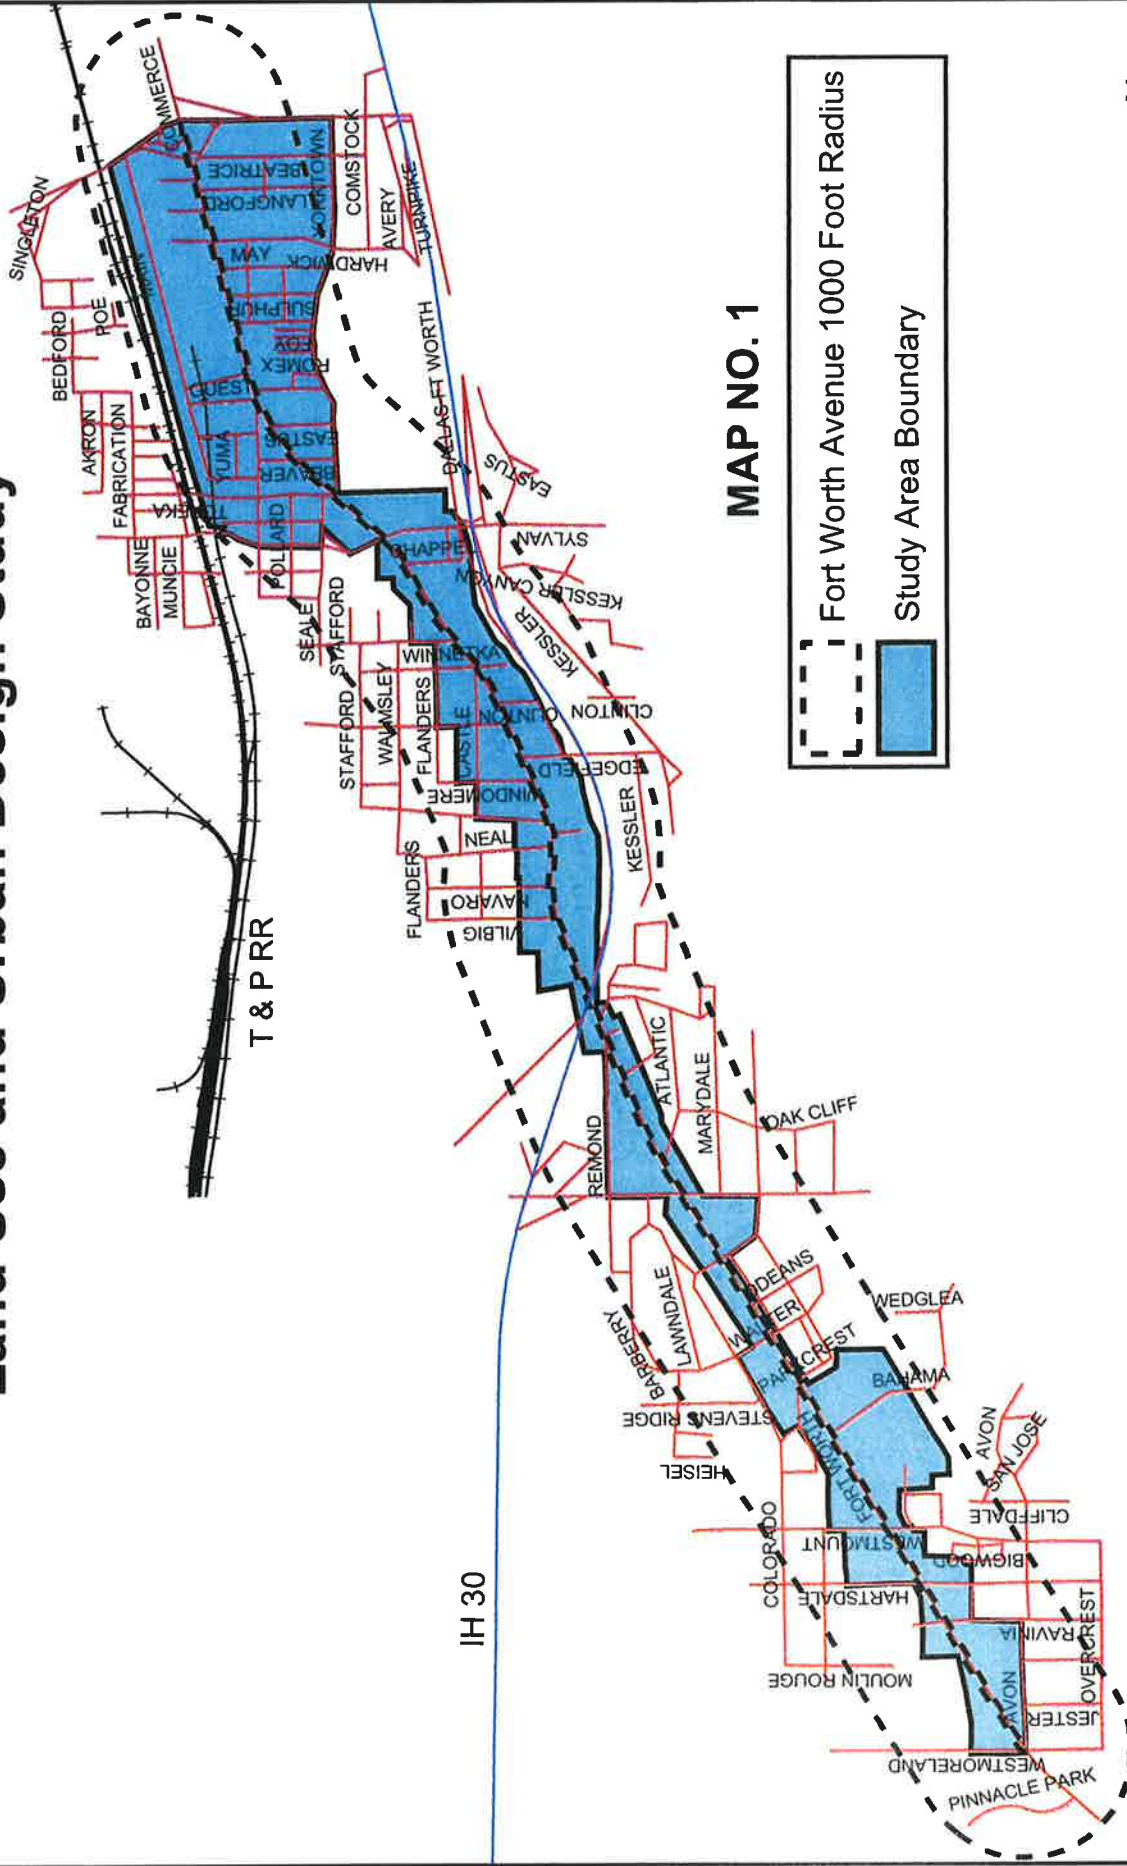 Land Use and Urban Design Study
SINGLETON
COMMERCE
BEDFORD
POE
MAIN
BEATRICE
LANGFORD
YORKTOWN
COMSTOCK
AVERY
TURNPIKE
HARDWICK
MAY
SULPHUR
FOY
ROMEX
GUEST
AKRON
FABRICATION
YUMA
EASTUS
BEAVER
TOPEKA
POLLARD
BAYONNE
MUNCIE
DALLAS-FT WORTH
EASTUS
SYLVAN
CHAPPEL
KESSLER CANYON
KESSLER
SEALE
STAFFORD
WINNETKA
STAFFORD
WALMSLEY
FLANDERS
CASTLE
CLINTON
CLINTON
EDGEFIELD
WINDOMERE
KESSLER
NEAL
FLANDERS
NAVARO
VILBIG
T & P RR
ATLANTIC
MARYDALE
OAK CLIFF
REMOND
IH 30
BARBERRY
LAWNDALE
ODEANS
WALTER
PARKCREST
WEDGLEA
BAHAMA
STEVENS RIDGE
HEISEL
FORT WORTH
AVON
SAN JOSE
CLIFFDALE
COLORADO
WESTMOUNT
BIGWOOD
HARTSDALE
RAVINIA
OVERCREST
MOULIN ROUGE
AVON
JESTER
WESTMORELAND
PINNACLE PARK
MAP NO. 1
Fort Worth Avenue 1000 Foot Radius
Study Area Boundary